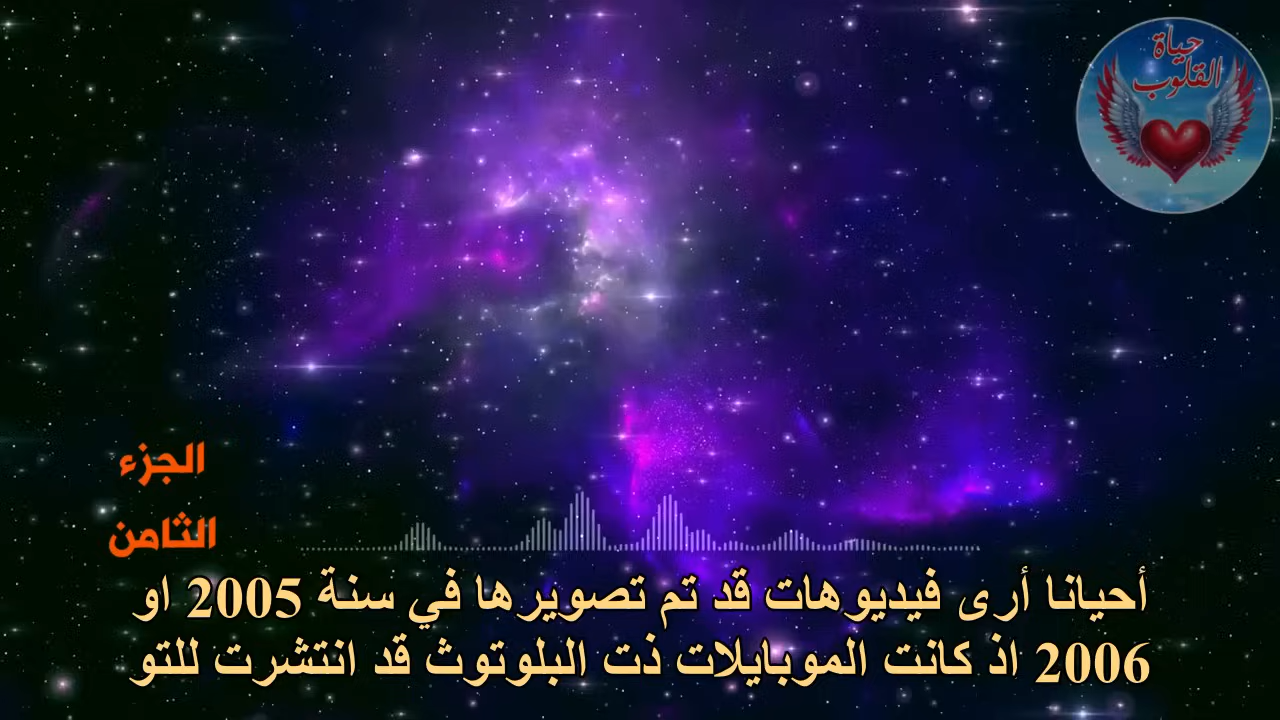 حياة
القلوب
الجزء
الثامن
أحيانا أرى فيديوهات قد تم تصويرها في سنة 2005 او
2006 اذ كانت الموبايلات ذت البلوتوث قد انتشرت للتو